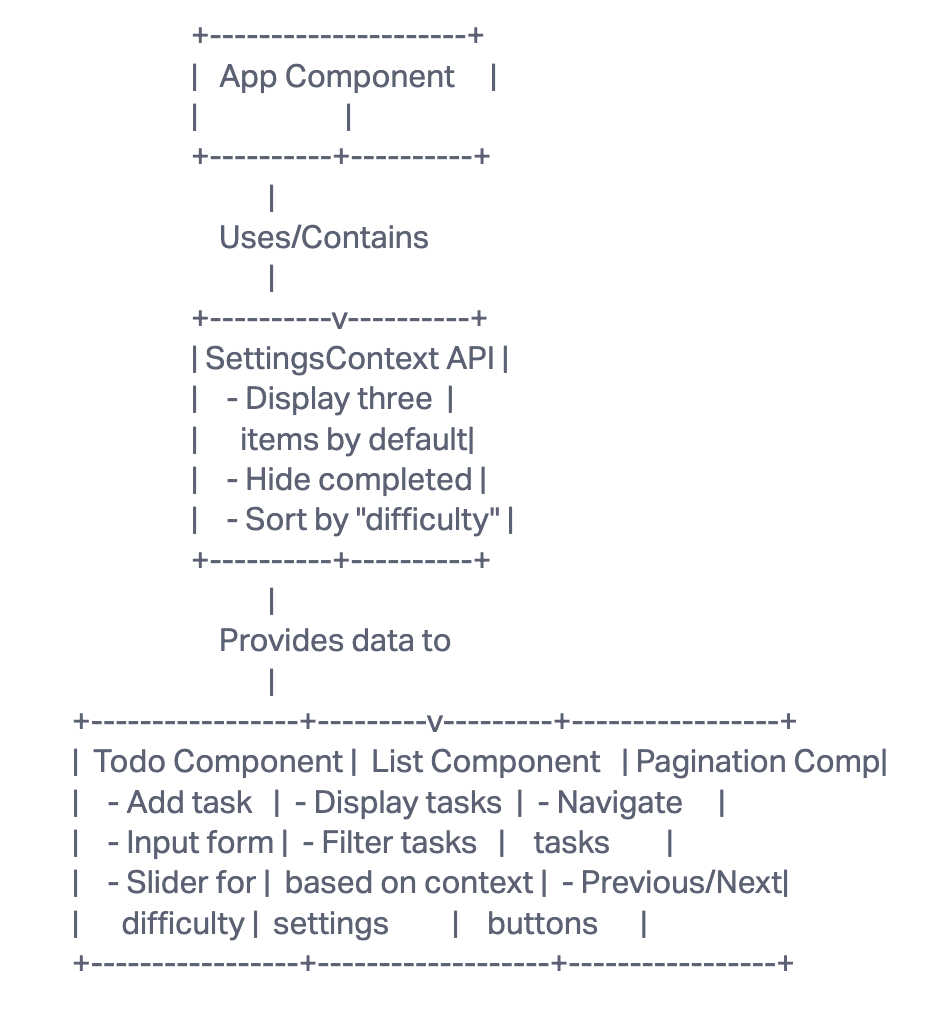 +---------------------+
|   App Component    |
|                  |
+----------+----------+
|
Uses/Contains
|
+----------v----------+
| SettingsContext API |
|   - Display three  |
|     items by default|
|   - Hide completed |
|   - Sort by "difficulty" |
+----------+----------+
|
Provides data to
|
+-----------------+---------v---------+-----------------+
|  Todo Component |  List Component   | Pagination Comp|
|   - Add task   |  - Display tasks  |  - Navigate    |
|   - Input form |  - Filter tasks   |    tasks       |
|   - Slider for |  based on context |  - Previous/Next|
|     difficulty |  settings        |    buttons     |
+-----------------+-------------------+-----------------+